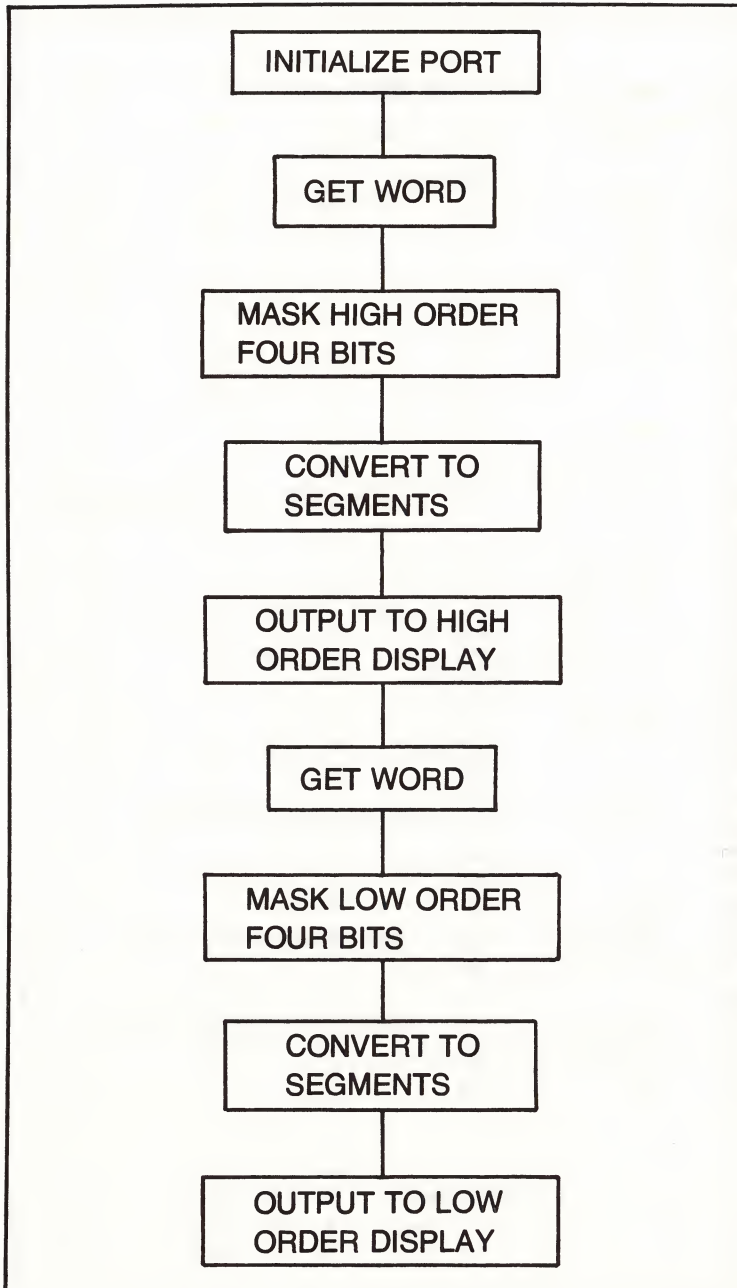 INITIALIZE PORT
GET WORD
MASK HIGH ORDER
FOUR BITS
CONVERT TO
SEGMENTS
OUTPUT TO HIGH
ORDER DISPLAY
GET WORD
MASK LOW ORDER
FOUR BITS
CONVERT TO
SEGMENTS
OUTPUT TO LOW
ORDER DISPLAY